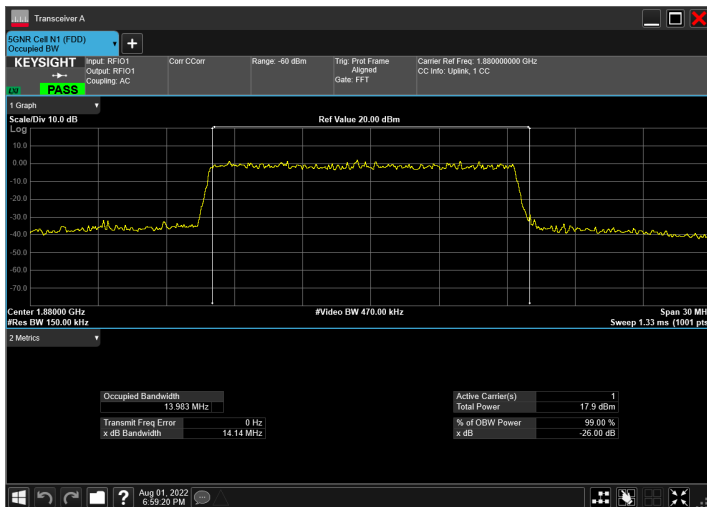 Transceiver A
5GNR Cell N1 (FDD)
Occupied BW
KEYSIGHT
PASS
Input: RFIO1
Output: RFIO1
Coupling: AC
Corr CCorr
Range: -60 dBm
Trig: Prot Frame
Aligned
Gate: FFT
Carrier Ref Freq: 1.880000000 GHz
CC Info: Uplink, 1 CC
1 Graph
Scale/Div 10.0 dB
Ref Value 20.00 dBm
Log
10.0
0.00
-10.0
-20.0
-30.0
-40.0
-50.0
-60.0
-70.0
Center 1.88000 GHz
#Video BW 470.00 kHz
Span 30 MH
#Res BW 150.00 kHz
Sweep 1.33 ms (1001 pts
2 Metrics
Occupied Bandwidth
13.983 MHz
Transmit Freq Error 0 Hz
x dB Bandwidth 14.14 MHz
Active Carrier(s) 1
Total Power 17.9 dBm
% of OBW Power 99.00 %
x dB -26.00 dB
?
Aug 01, 2022
6:59:20 PM